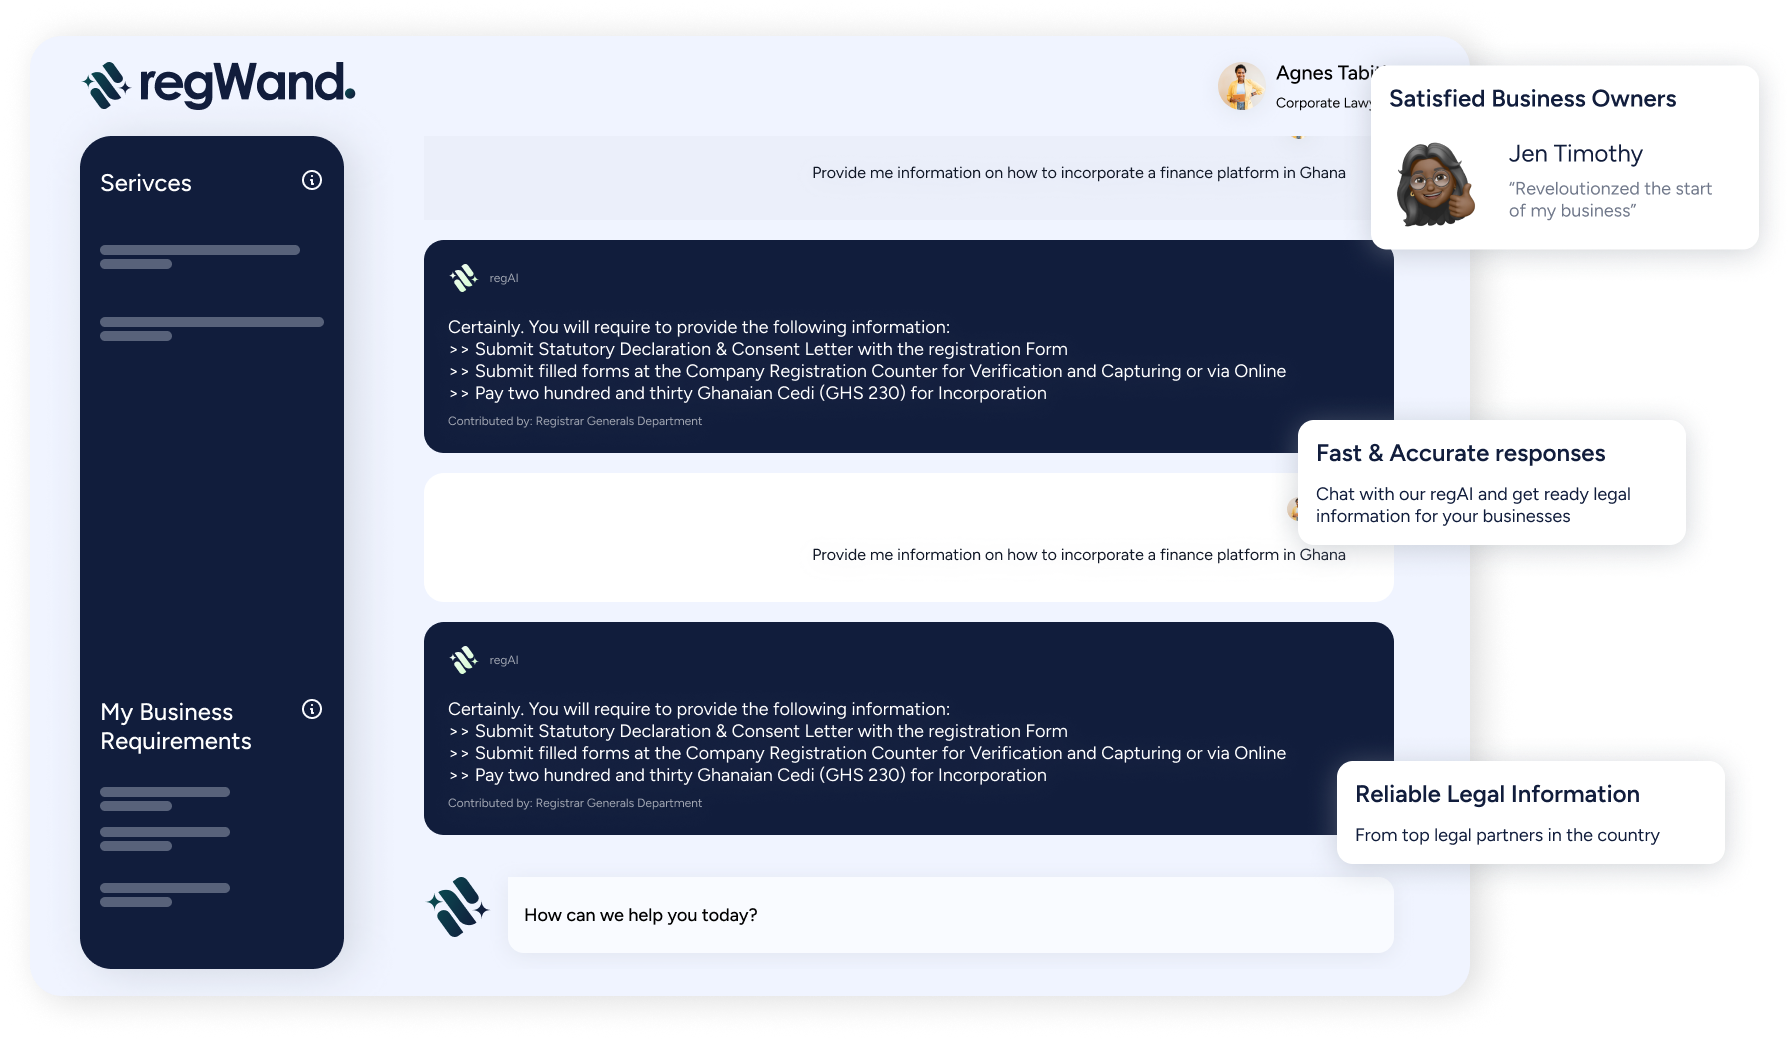 regWand.
Agnes
Corporate
Satisfied Business Owners
Jen Timothy
“Reveloutionzed the start
of my business”
Serivces
Provide me information on how to incorporate a finance platform in Ghana
regAI
Certainly. You will require to provide the following information:
>> Submit Statutory Declaration & Consent Letter with the registration Form
>> Submit filled forms at the Company Registration Counter for Verification and Capturing or via Online
>> Pay two hundred and thirty Ghanaian Cedi (GHS 230) for Incorporation
Contributed by: Registrar Generals Department
Fast & Accurate responses
Chat with our regAI and get ready legal
information for your businesses
Provide me information on how to incorporate a finance platform in Ghana
regAI
Certainly. You will require to provide the following information:
>> Submit Statutory Declaration & Consent Letter with the registration Form
>> Submit filled forms at the Company Registration Counter for Verification and Capturing or via Online
>> Pay two hundred and thirty Ghanaian Cedi (GHS 230) for Incorporation
Contributed by: Registrar Generals Department
My Business
Requirements
Reliable Legal Information
From top legal partners in the country
How can we help you today?